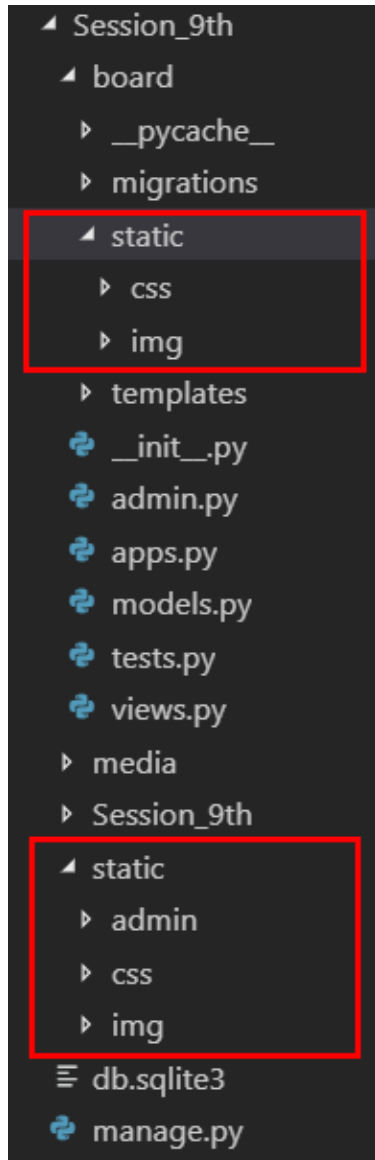 Session_9th
board
__pycache__
migrations
static
css
img
templates
__init__.py
admin.py
apps.py
models.py
tests.py
views.py
media
Session_9th
static
admin
css
img
db.sqlite3
manage.py